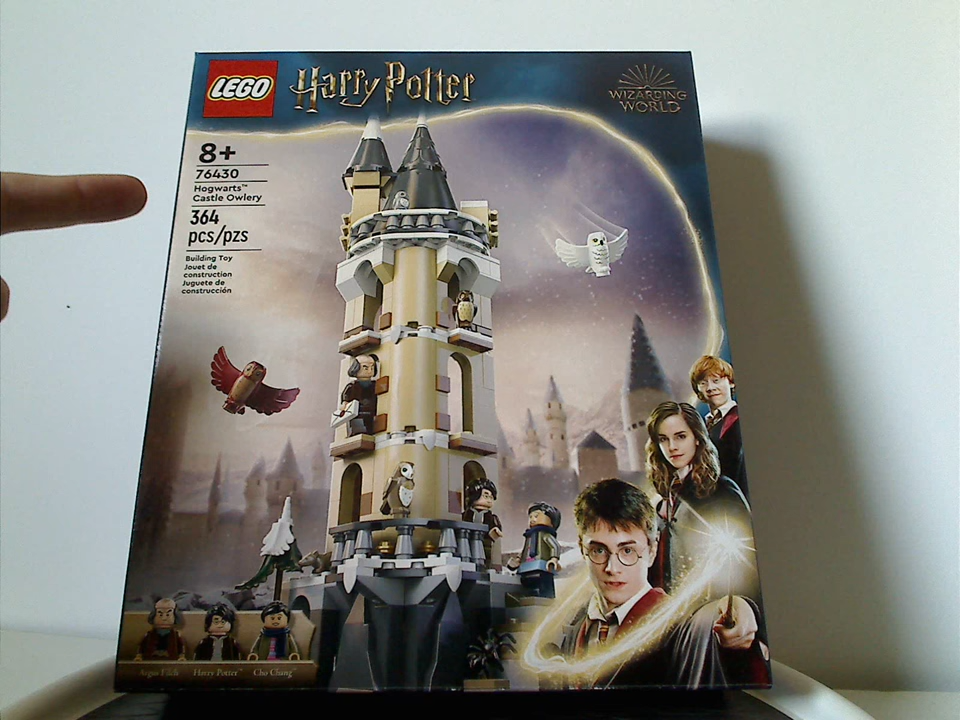 LEGO
Harry Potter
WIZARDING
WORLD
8+
76430
Hogwarts™
Castle Owlery
364
pcs/pzs
Building Toy
Jouet de
construction
Juguete de
construcción
Argus Filch Harry Potter™ Cho Chang